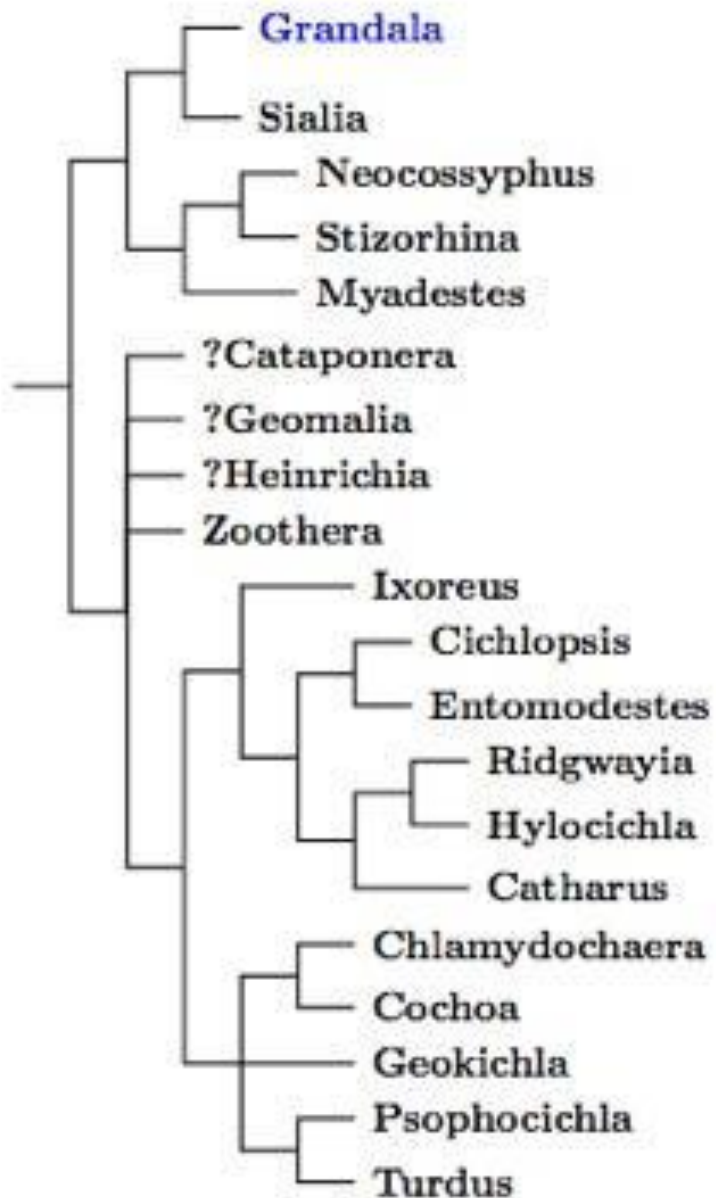 Grandala
Sialia
Neocossyphus
Stizorhina
Myadestes
?Cataponera
?Geomalia
?Heinrichia
Zoothera
Ixoreus
Cichlopsis
Entomodestes
Ridgwayia
Hylocichla
Catharus
Chlamydochaera
Cochoa
Geokichla
Psophocichla
Turdus